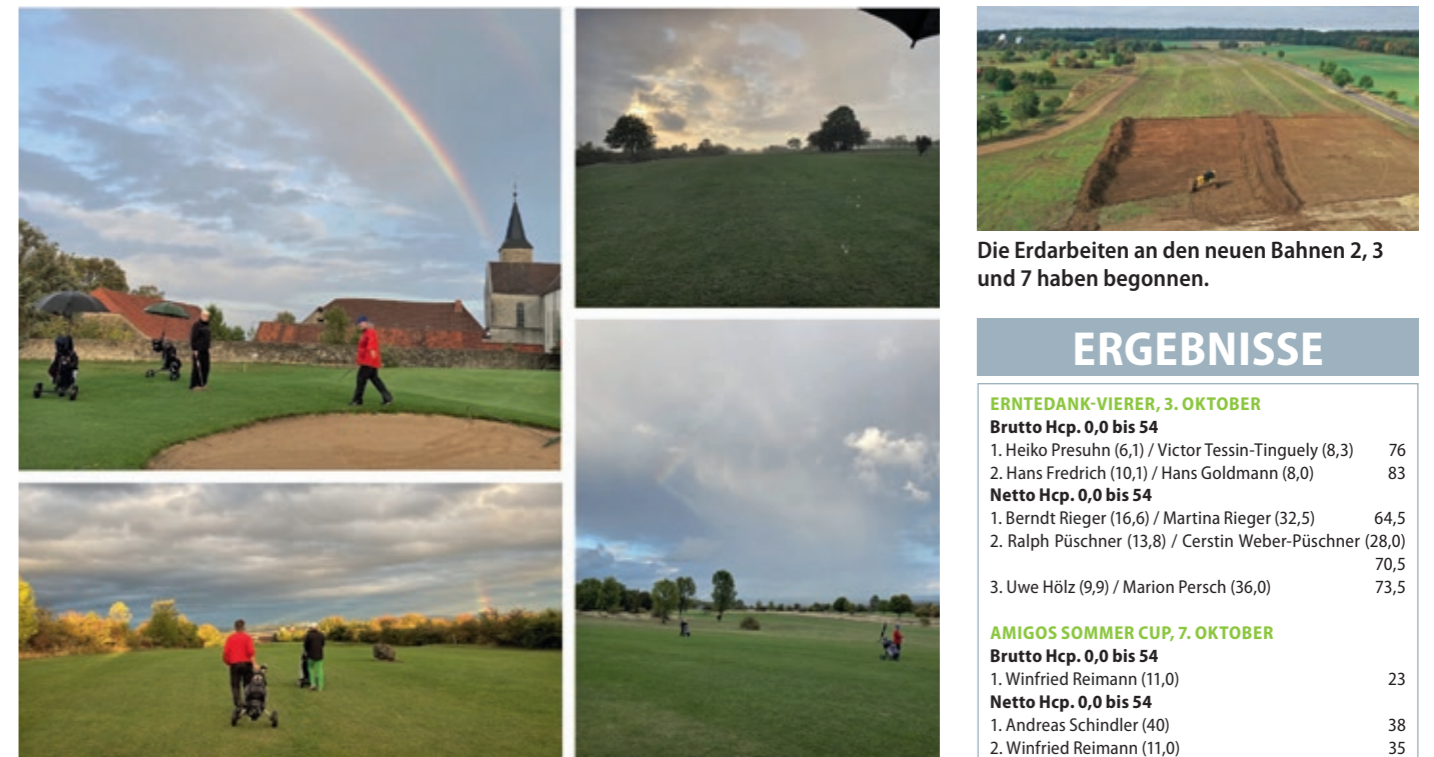 Die Erdarbeiten an den neuen Bahnen 2, 3
und 7 haben begonnen.
ERGEBNISSE
ERNTEDANK-VIERER, 3. OKTOBER
Brutto Hcp. 0,0 bis 54
1. Heiko Presuhn (6,1) / Victor Tessin-Tinguely (8,3) 76
2. Hans Fredrich (10,1) / Hans Goldmann (8,0) 83
Netto Hcp. 0,0 bis 54
1. Berndt Rieger (16,6) / Martina Rieger (32,5) 64,5
2. Ralph Püschner (13,8) / Cerstin Weber-Püschner (28,0)
70,5
3. Uwe Hölz (9,9) / Marion Persch (36,0) 73,5
AMIGOS SOMMER CUP, 7. OKTOBER
Brutto Hcp. 0,0 bis 54
1. Winfried Reimann (11,0) 23
Netto Hcp. 0,0 bis 54
1. Andreas Schindler (40) 38
2. Winfried Reimann (11,0) 35